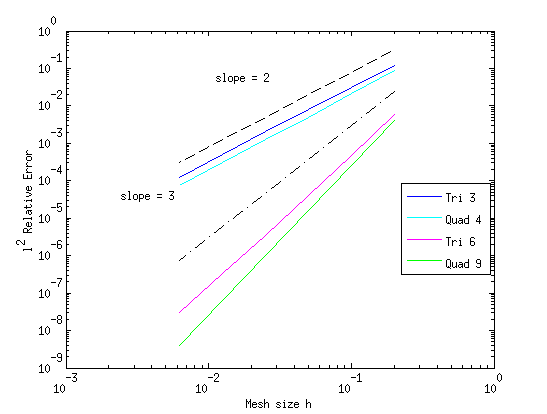 10^0
10^-1
10^-2
10^-3
10^-4
10^-5
10^-6
10^-7
10^-8
10^-9
l^2 Relative Error
slope = 2
slope = 3
Tri 3
Quad 4
Tri 6
Quad 9
10^-3
10^-2
10^-1
10^0
Mesh size h